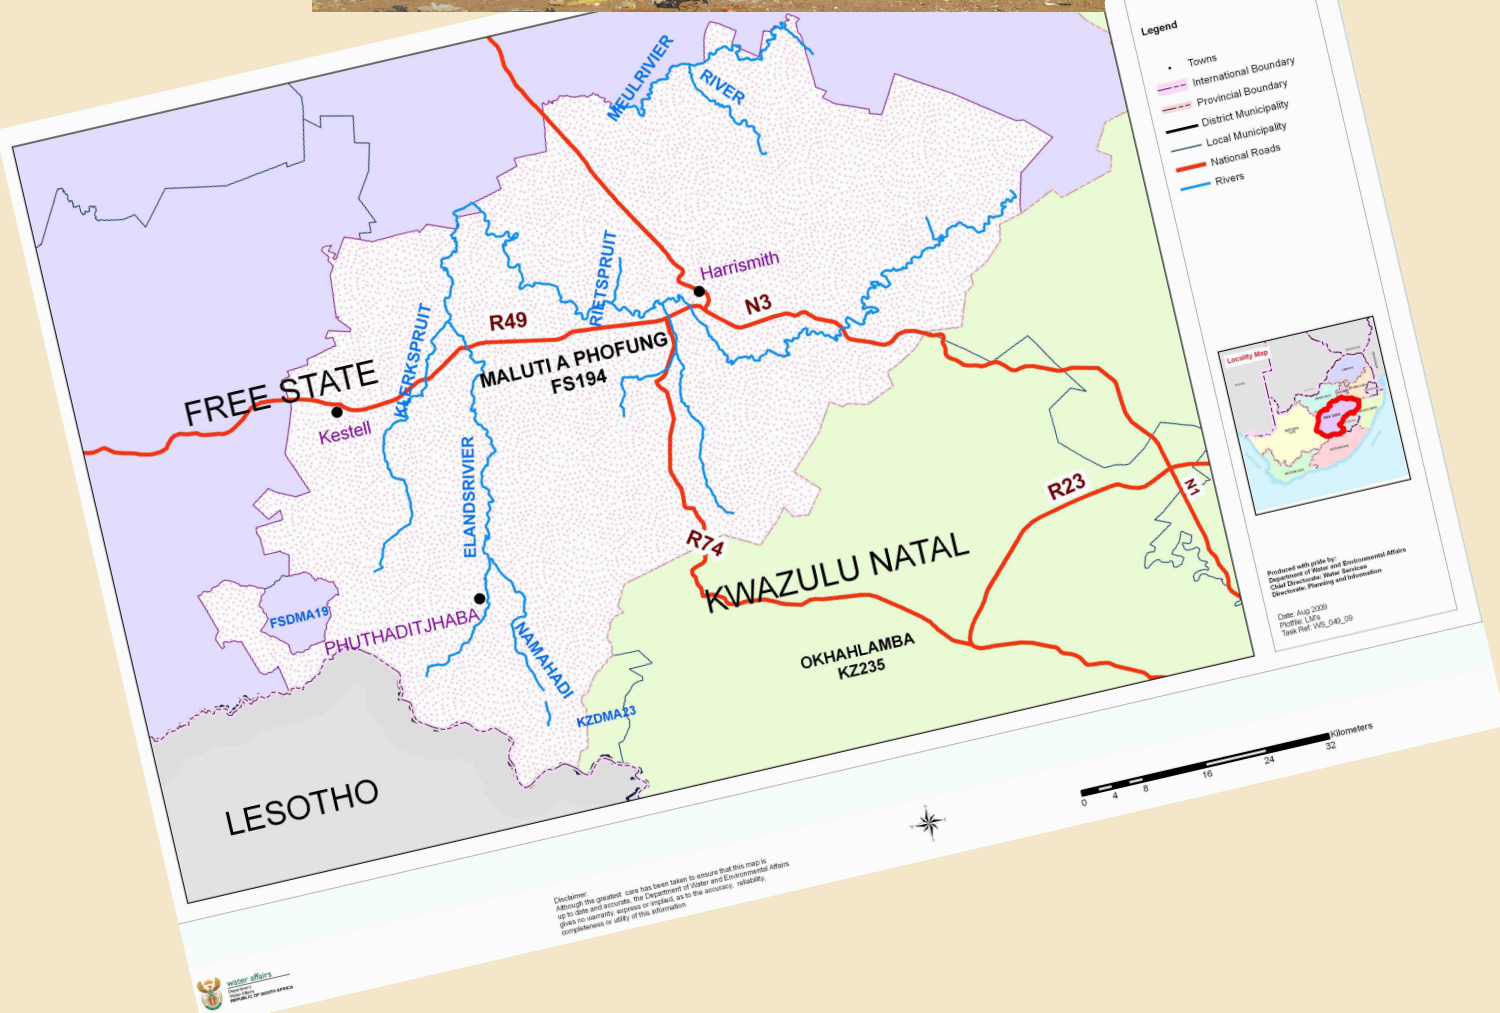 Legend
Towns
International Boundary
Provincial Boundary
District Municipality
Local Municipality
National Roads
Rivers
MEULRIVIER
RIVER
Harrismith
RIETSPRUIT
N3
R49
KLERKSPRUIT
MALUTI A PHOFUNG
FS194
FREE STATE
Kestell
ELANDSRIVIER
Locality Map
R23
N1
R74
KWAZULU NATAL
FSDMA19
PHUTHADITJHABA
NAMAHADI
OKHAHLAMBA
KZ235
KZDMA23
LESOTHO
Produced with pride by:
Department of Water and Environmental Affairs
Chief Directorate: Water Services
Directorate: Planning and Information
Date: Aug 2009
Plotfile: LM's
Task Ref: WS_049_09
Kilometers
0 4 8 16 24 32
Disclaimer:
Although the greatest care has been taken to ensure that this map is
up to date and accurate, the Department of Water and Environmental Affairs
gives no warranty, express or implied, as to the accuracy, reliability,
completeness or utility of this information
water affairs
Department:
Water Affairs
REPUBLIC OF SOUTH AFRICA